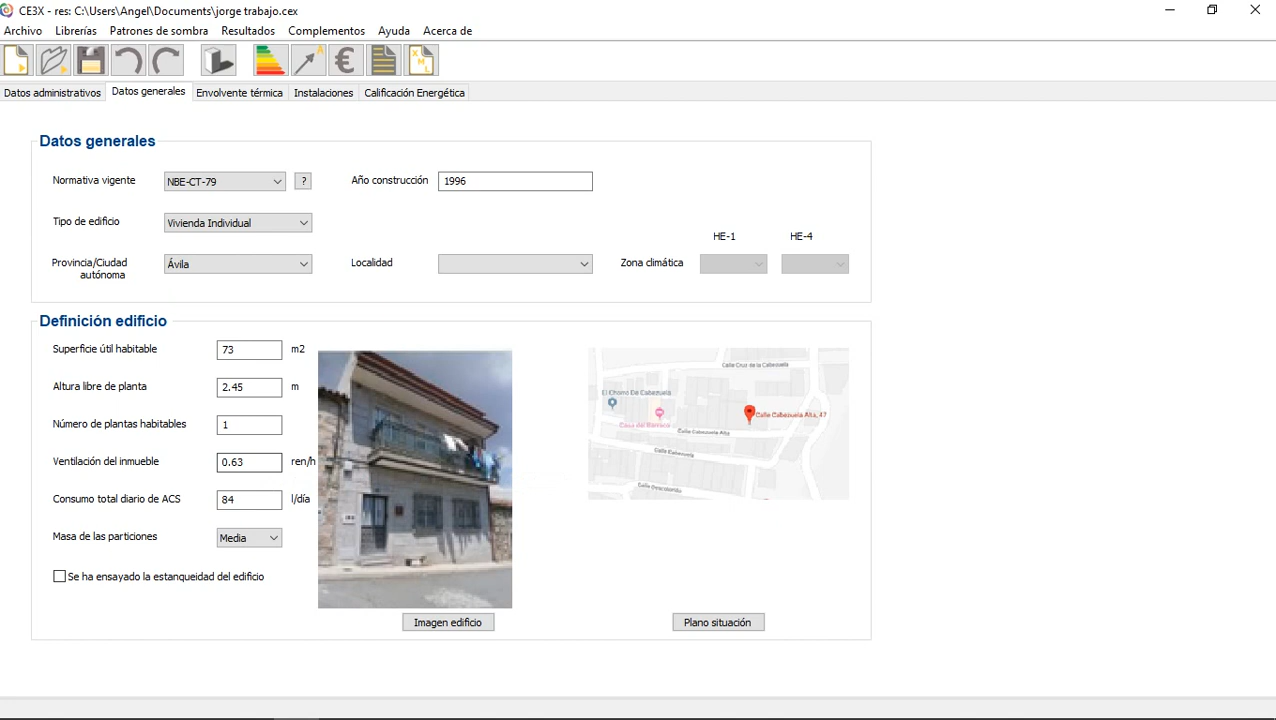 CE3X - res: C:\Users\Angel\Documents\jorge trabajo.cex
Archivo Librerías Patrones de sombra Resultados Complementos Ayuda Acerca de
A € XML
Datos administrativos Datos generales Envolvente térmica Instalaciones Calificación Energética
Datos generales
Normativa vigente NBE-CT-79 ? Año construcción 1996
Tipo de edificio Vivienda Individual
HE-1 HE-4
Provincia/Ciudad autónoma Ávila Localidad Zona climática
Definición edificio
Superficie útil habitable 73 m2
Altura libre de planta 2.45 m
Número de plantas habitables 1
Ventilación del inmueble 0.63 ren/h
Consumo total diario de ACS 84 l/día
Masa de las particiones Media
Se ha ensayado la estanqueidad del edificio
Calle Cruz de la Cabezuela
El Chorro De Cabezuela
Calle Cabezuela Alta, 47
Casa de Barraca
Calle Cabezuela Alta
Calle Cabezuela
Imagen edificio Plano situación